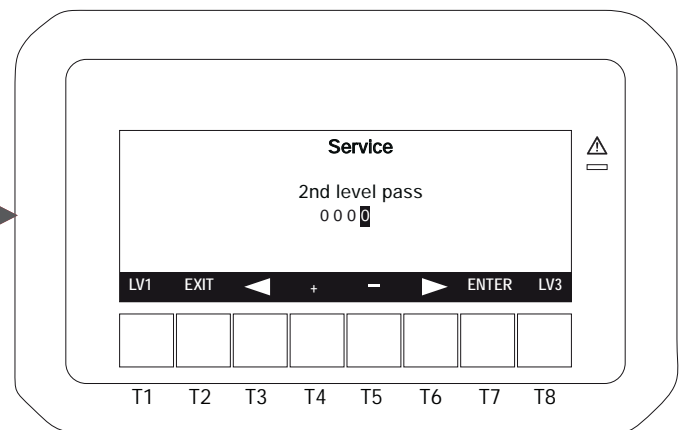 Service
2nd level pass
0000
LV1 EXIT + - ENTER LV3
T1 T2 T3 T4 T5 T6 T7 T8